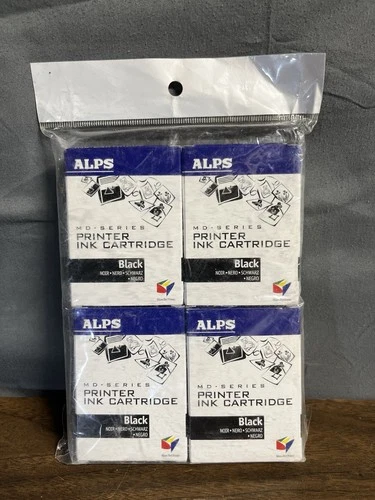 ALPS
MD-SERIES
PRINTER
INK CARTRIDGE
Black
NOIR • NERO • SCHWARZ
• NEGRO
ALPS
MD-SERIES
PRINTER
INK CARTRIDGE
Black
NOIR • NERO • SCHWARZ
• NEGRO
ALPS
MD-SERIES
PRINTER
INK CARTRIDGE
Black
NOIR • NERO • SCHWARZ
• NEGRO
ALPS
MD-SERIES
PRINTER
INK CARTRIDGE
Black
NOIR • NERO • SCHWARZ
• NEGRO